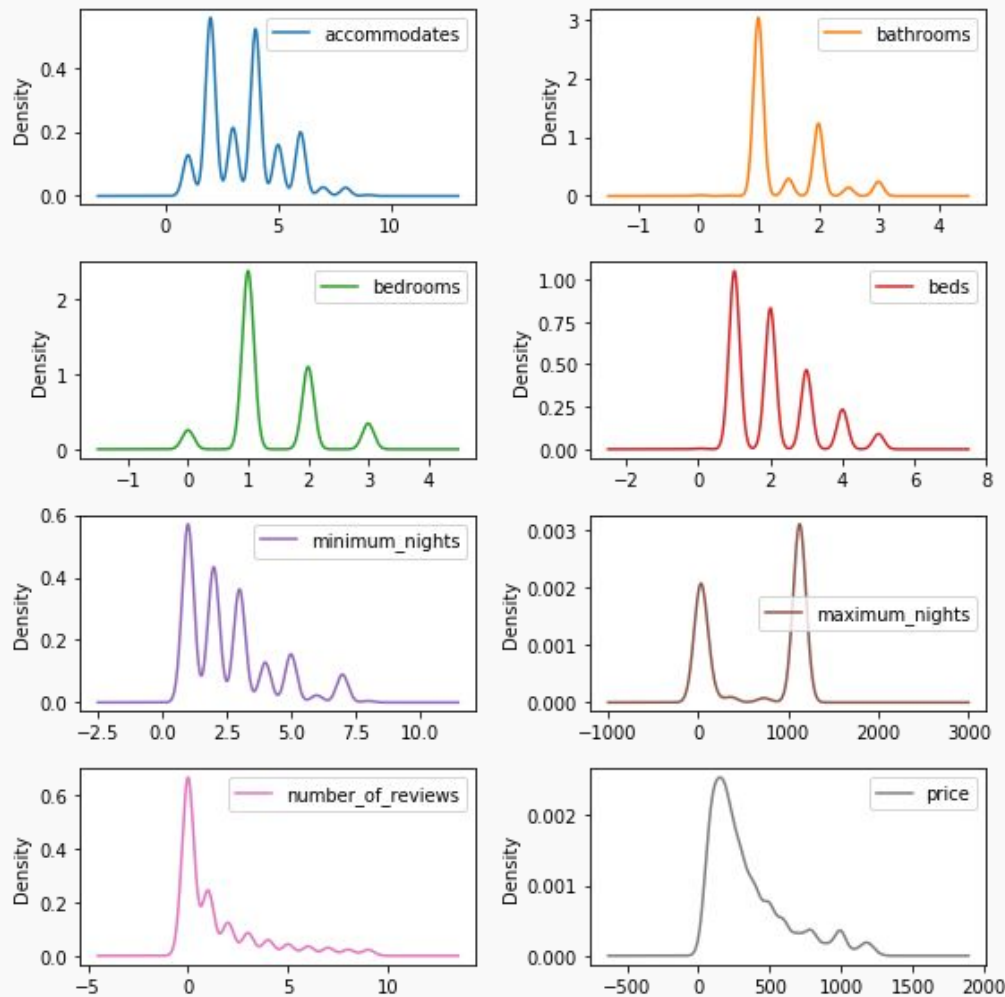 accommodates
Density
0.4
0.2
0.0
0 5 10
bathrooms
Density
3
2
1
0
−1 0 1 2 3 4
bedrooms
Density
2
1
0
−1 0 1 2 3 4
beds
Density
1.00
0.75
0.50
0.25
0.00
−2 0 2 4 6 8
minimum_nights
Density
0.6
0.4
0.2
0.0
−2.5 0.0 2.5 5.0 7.5 10.0
maximum_nights
Density
0.003
0.002
0.001
0.000
−1000 0 1000 2000 3000
number_of_reviews
Density
0.6
0.4
0.2
0.0
−5 0 5 10
price
Density
0.002
0.001
0.000
−500 0 500 1000 1500 2000